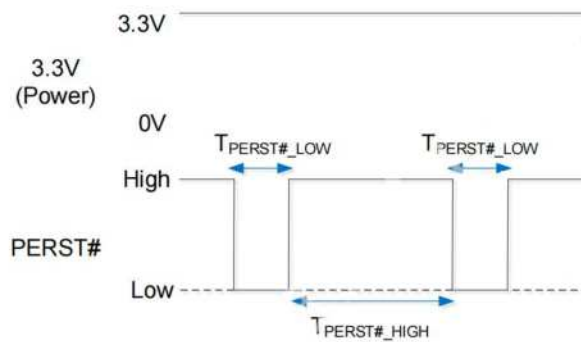 3.3V
3.3V
(Power)
0V
TPERST#_LOW TPERST#_LOW
High
PERST#
Low
TPERST#_HIGH